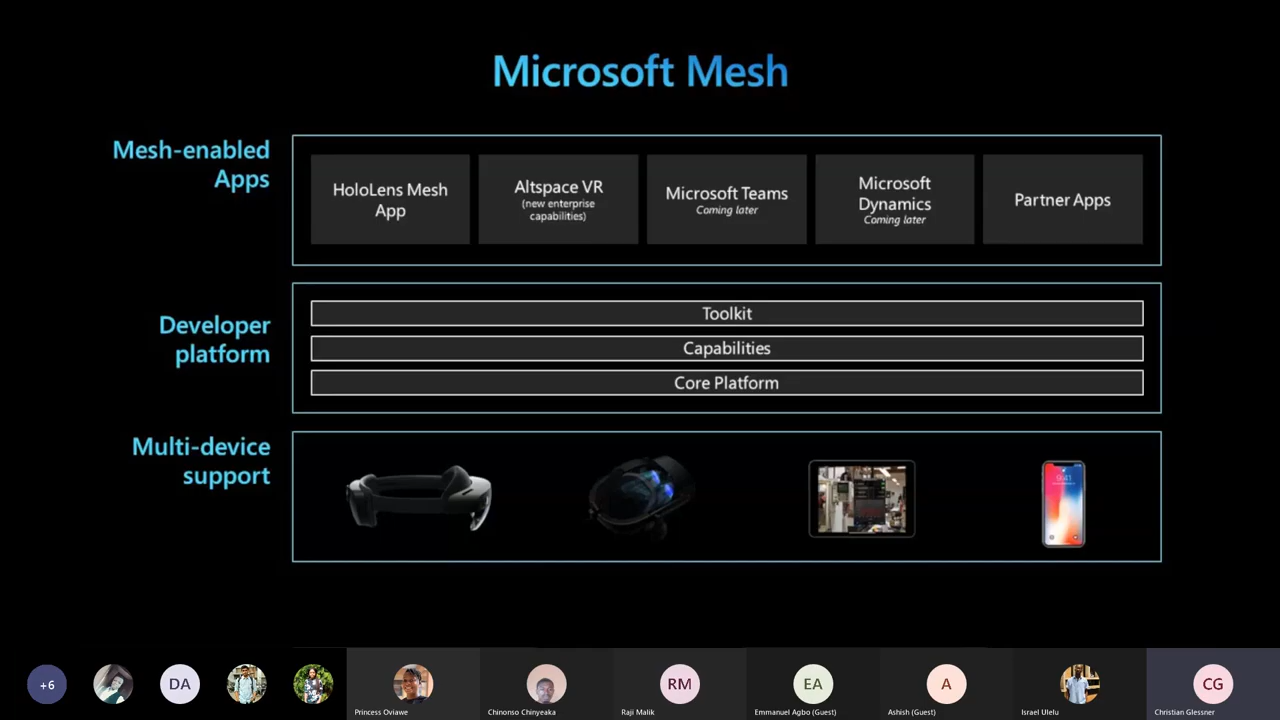 Microsoft Mesh
Mesh-enabled
Apps
HoloLens Mesh
App
Altspace VR
(new enterprise
capabilities)
Microsoft Teams
Coming later
Microsoft
Dynamics
Coming later
Partner Apps
Developer
platform
Toolkit
Capabilities
Core Platform
Multi-device
support
9:41
+6
DA
RM
EA
A
CG
Princess Oviawe
Chinonso Chinyeaka
Raji Malik
Emmanuel Agbo (Guest)
Ashish (Guest)
Israel Ulelu
Christian Glessner